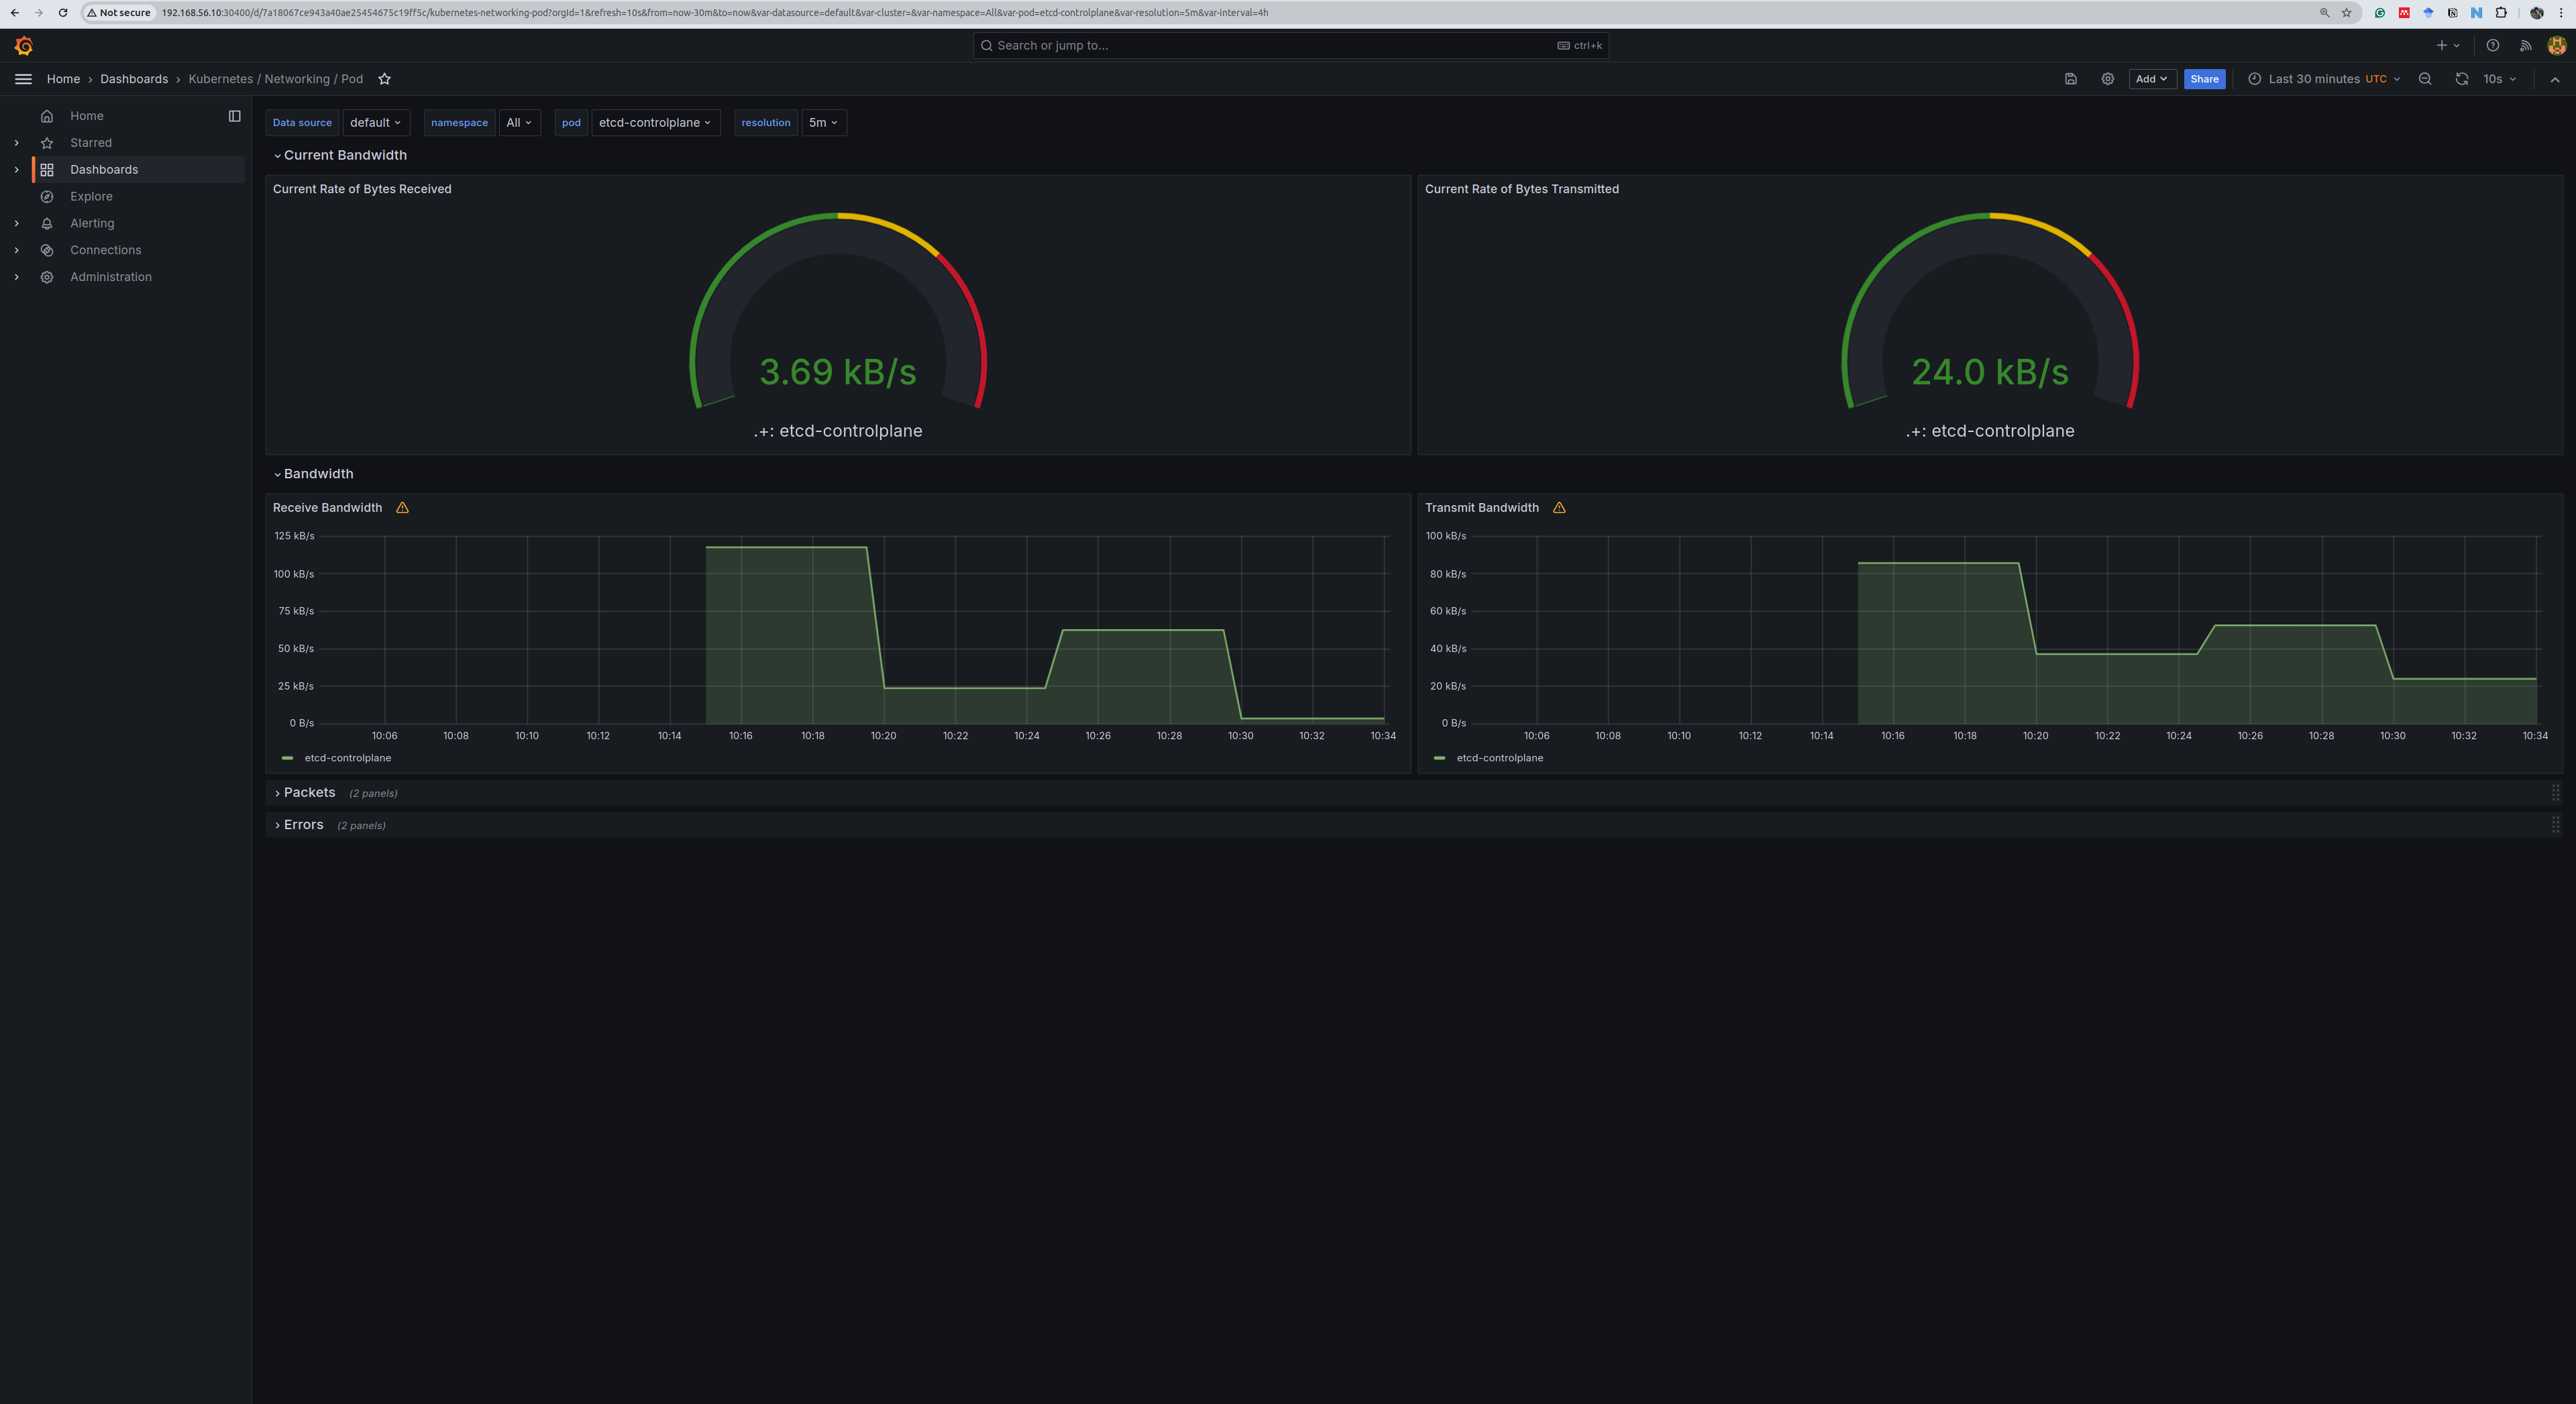 Not secure 192.168.56.10:30400/d/7a18067ce943a40ae25454675c19ff5c/kubernetes-networking-pod?orgId=1&refresh=10s&from=now-30m&to=now&var-datasource=default&var-cluster=&var-namespace=All&var-pod=etcd-controlplane&var-resolution=5m&var-interval=4h
Search or jump to... ctrl+k
Home › Dashboards › Kubernetes / Networking / Pod
Add Share Last 30 minutes UTC 10s
Home
Starred
Dashboards
Explore
Alerting
Connections
Administration
Data source default namespace All pod etcd-controlplane resolution 5m
Current Bandwidth
Current Rate of Bytes Received
3.69 kB/s
.+: etcd-controlplane
Current Rate of Bytes Transmitted
24.0 kB/s
.+: etcd-controlplane
Bandwidth
Receive Bandwidth
125 kB/s
100 kB/s
75 kB/s
50 kB/s
25 kB/s
0 B/s
10:06 10:08 10:10 10:12 10:14 10:16 10:18 10:20 10:22 10:24 10:26 10:28 10:30 10:32 10:34
etcd-controlplane
Transmit Bandwidth
100 kB/s
80 kB/s
60 kB/s
40 kB/s
20 kB/s
0 B/s
10:06 10:08 10:10 10:12 10:14 10:16 10:18 10:20 10:22 10:24 10:26 10:28 10:30 10:32 10:34
etcd-controlplane
Packets (2 panels)
Errors (2 panels)